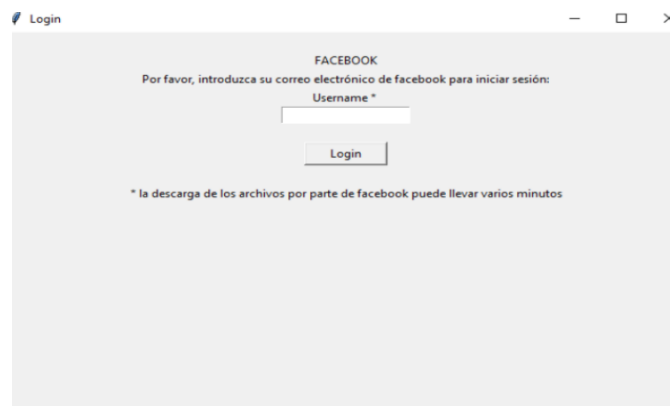 Login
FACEBOOK
Por favor, introduzca su correo electrónico de facebook para iniciar sesión:
Username *
Login
* la descarga de los archivos por parte de facebook puede llevar varios minutos